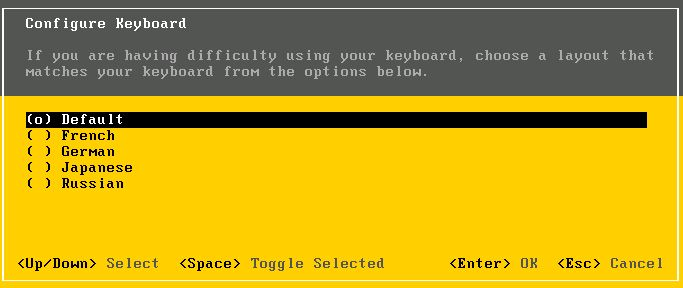 Configure Keyboard
If you are having difficulty using your keyboard, choose a layout that
matches your keyboard from the options below.
(o) Default
( ) French
( ) German
( ) Japanese
( ) Russian
<Up/Down> Select <Space> Toggle Selected <Enter> OK <Esc> Cancel